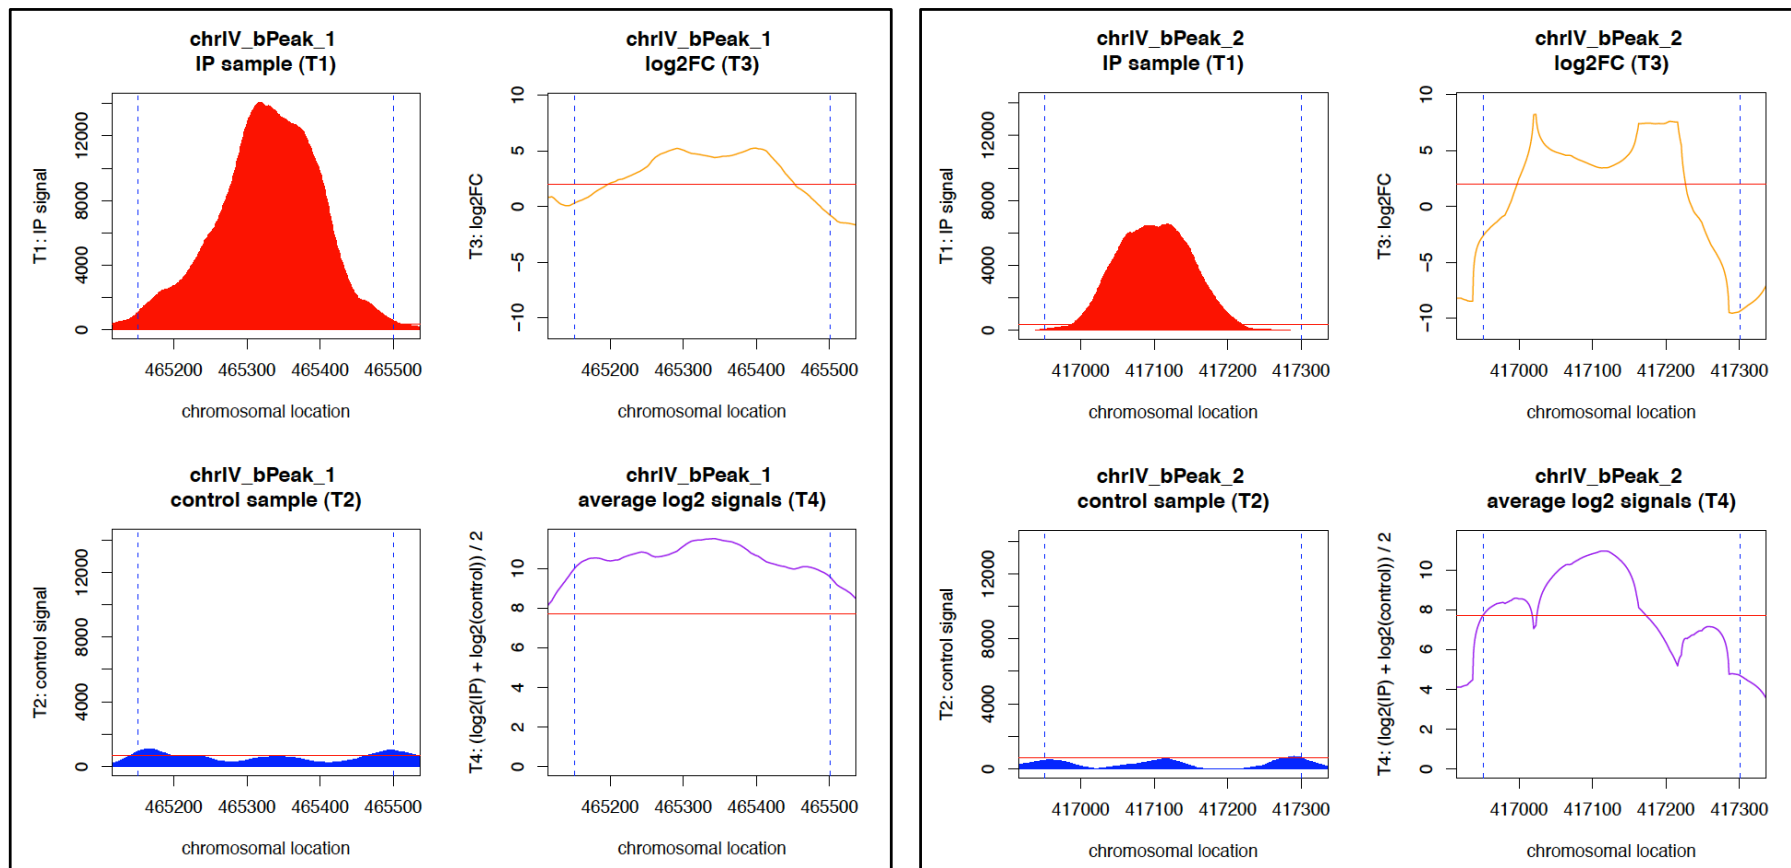 chrIV_bPeak_1
IP sample (T1)
T1: IP signal
0
4000
8000
12000
465200
465300
465400
465500
chromosomal location
chrIV_bPeak_1
log2FC (T3)
T3: log2FC
10
5
0
−5
−10
465200
465300
465400
465500
chromosomal location
chrIV_bPeak_1
control sample (T2)
T2: control signal
0
4000
8000
12000
465200
465300
465400
465500
chromosomal location
chrIV_bPeak_1
average log2 signals (T4)
T4: (log2(IP) + log2(control)) / 2
10
8
6
4
2
0
465200
465300
465400
465500
chromosomal location
chrIV_bPeak_2
IP sample (T1)
T1: IP signal
0
4000
8000
12000
417000
417100
417200
417300
chromosomal location
chrIV_bPeak_2
log2FC (T3)
T3: log2FC
10
5
0
−5
−10
417000
417100
417200
417300
chromosomal location
chrIV_bPeak_2
control sample (T2)
T2: control signal
0
4000
8000
12000
417000
417100
417200
417300
chromosomal location
chrIV_bPeak_2
average log2 signals (T4)
T4: (log2(IP) + log2(control)) / 2
10
8
6
4
2
0
417000
417100
417200
417300
chromosomal location